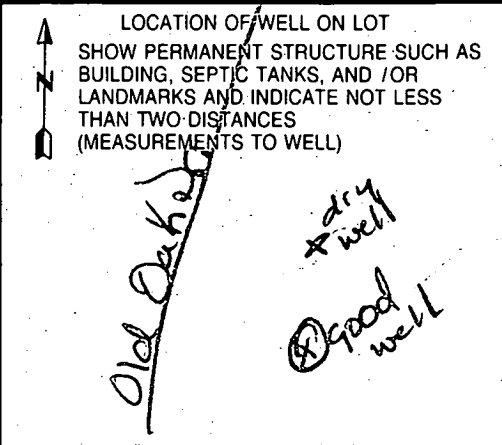 LOCATION OF WELL ON LOT
SHOW PERMANENT STRUCTURE SUCH AS
BUILDING, SEPTIC TANKS, AND /OR
LANDMARKS AND INDICATE NOT LESS
THAN TWO DISTANCES
(MEASUREMENTS TO WELL)
N
dry
x well
x good
well
Old